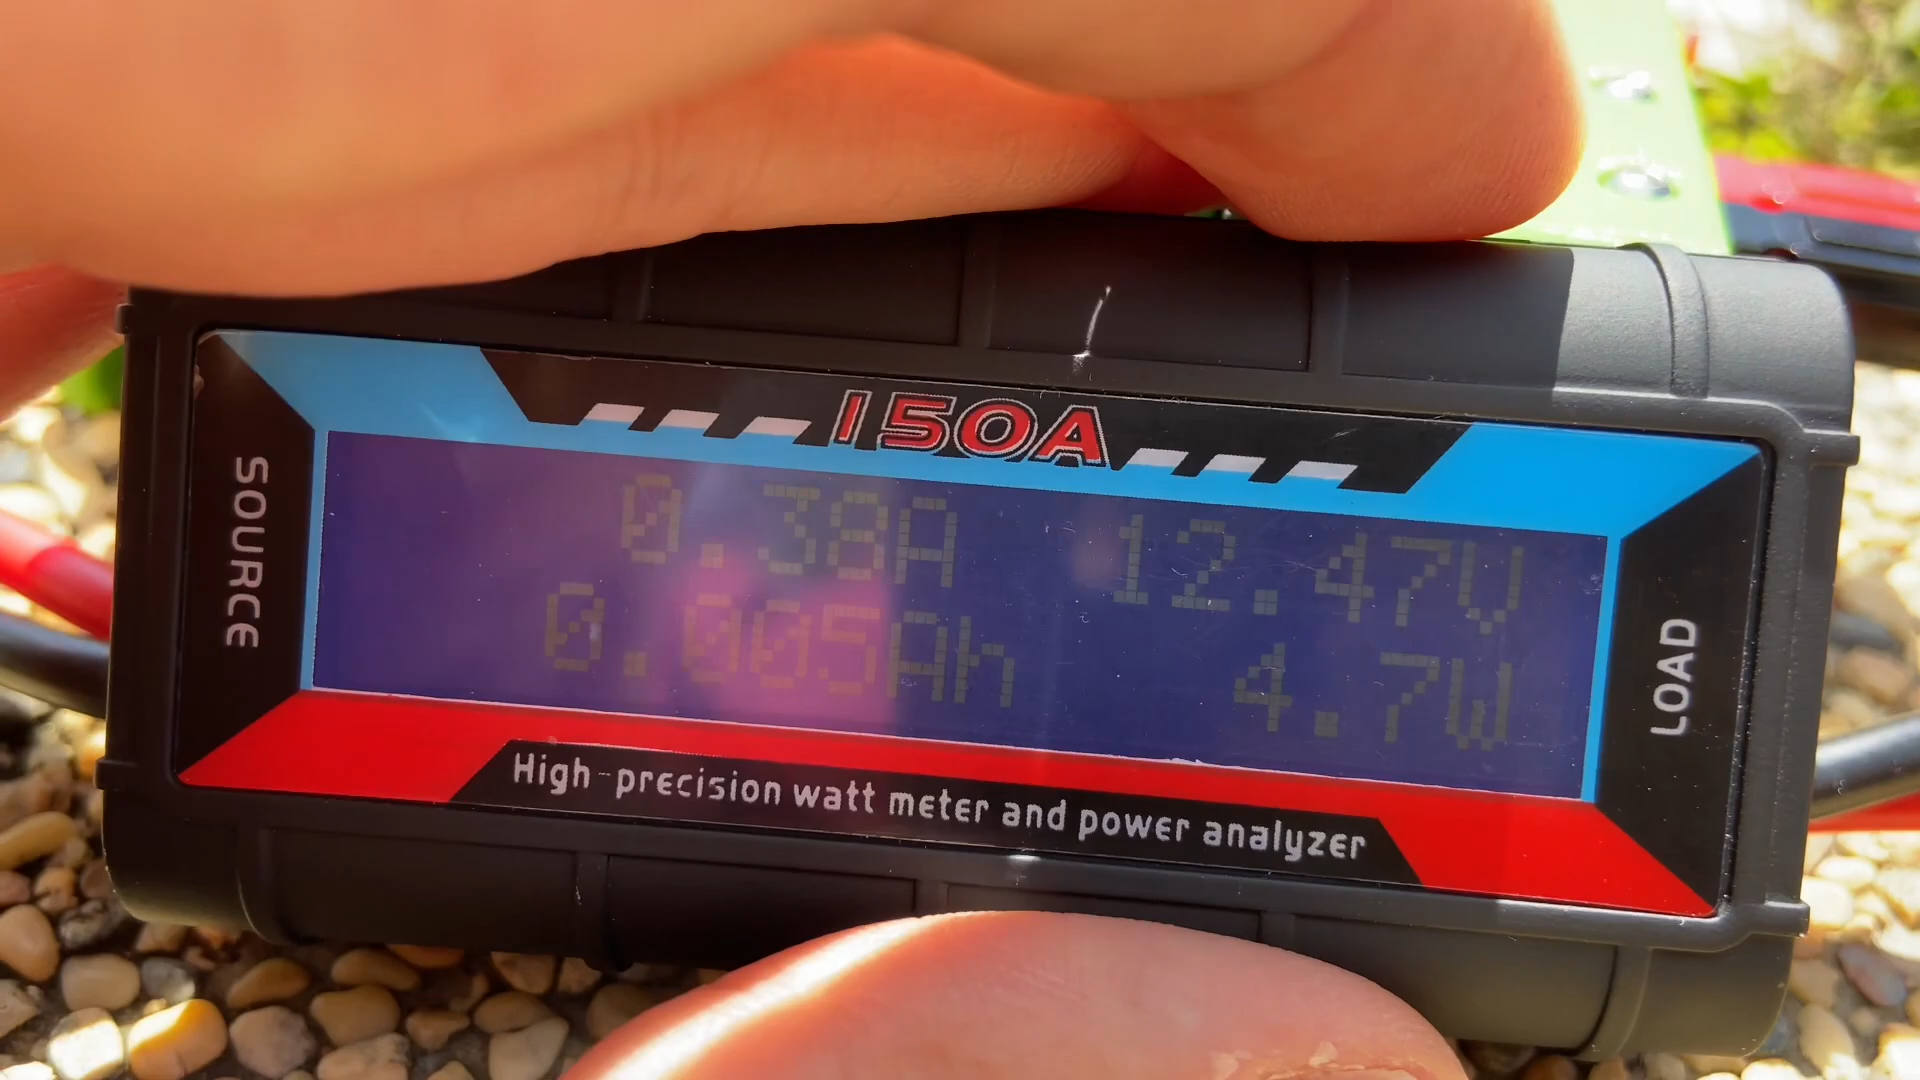 150A
SOURCE
0.38A 12.47V
0.005Ah 4.7W
LOAD
High-precision watt meter and power analyzer